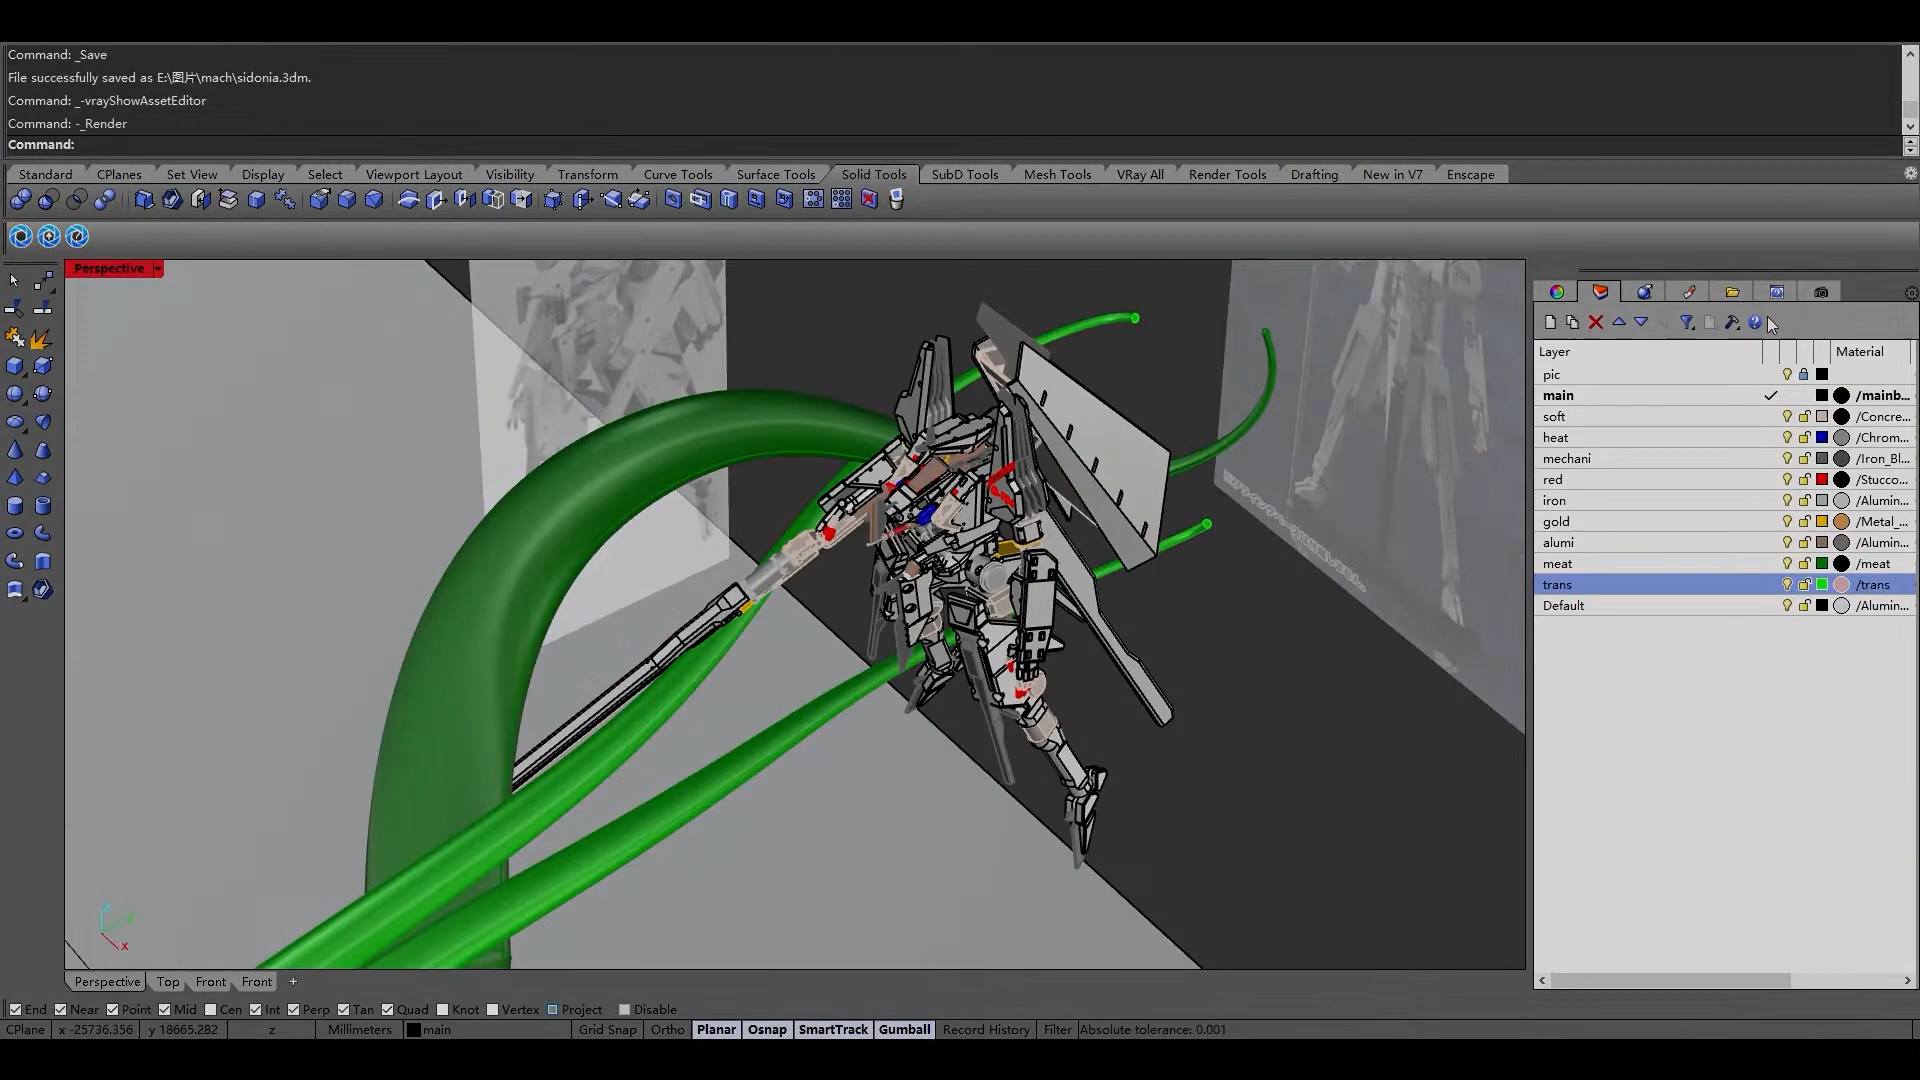 Command: _Save
File successfully saved as E:\图片\mach\sidonia.3dm.
Command: _-vrayShowAssetEditor
Command: -_Render
Command:
Standard CPlanes Set View Display Select Viewport Layout Visibility Transform Curve Tools Surface Tools Solid Tools SubD Tools Mesh Tools VRay All Render Tools Drafting New in V7 Enscape
Perspective
Layer Material
pic
main /mainb...
soft /Concre...
heat /Chrom...
mechani /Iron_Bl...
red /Stucco...
iron /Alumin...
gold /Metal_...
alumi /Alumin...
meat /meat
trans /trans
Default /Alumin...
z
x
Perspective Top Front Front +
End Near Point Mid Cen Int Perp Tan Quad Knot Vertex Project Disable
CPlane x -25736.356 y 18665.282 z Millimeters main Grid Snap Ortho Planar Osnap SmartTrack Gumball Record History Filter Absolute tolerance: 0.001